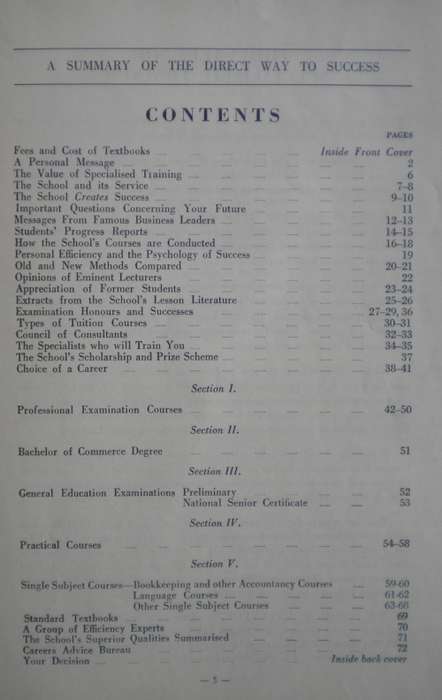 A SUMMARY OF THE DIRECT WAY TO SUCCESS
CONTENTS
PAGES
Fees and Cost of Textbooks Inside Front Cover
A Personal Message 2
The Value of Specialised Training 6
The School and its Service 7–8
The School Creates Success 9–10
Important Questions Concerning Your Future 11
Messages From Famous Business Leaders 12–13
Students' Progress Reports 14–15
How the School's Courses are Conducted 16–18
Personal Efficiency and the Psychology of Success 19
Old and New Methods Compared 20–21
Opinions of Eminent Lecturers 22
Appreciation of Former Students 23–24
Extracts from the School's Lesson Literature 25–26
Examination Honours and Successes 27–29, 36
Types of Tuition Courses 30–31
Council of Consultants 32–33
The Specialists who will Train You 34–35
The School's Scholarship and Prize Scheme 37
Choice of a Career 38–41
Section I.
Professional Examination Courses 42–50
Section II.
Bachelor of Commerce Degree 51
Section III.
General Education Examinations Preliminary 52
National Senior Certificate 53
Section IV.
Practical Courses 54–58
Section V.
Single Subject Courses—Bookkeeping and other Accountancy Courses 59-60
Language Courses 61-62
Other Single Subject Courses 63-68
Standard Textbooks 69
A Group of Efficiency Experts 70
The School's Superior Qualities Summarised 71
Careers Advice Bureau 72
Your Decision Inside back cover
— 5 —